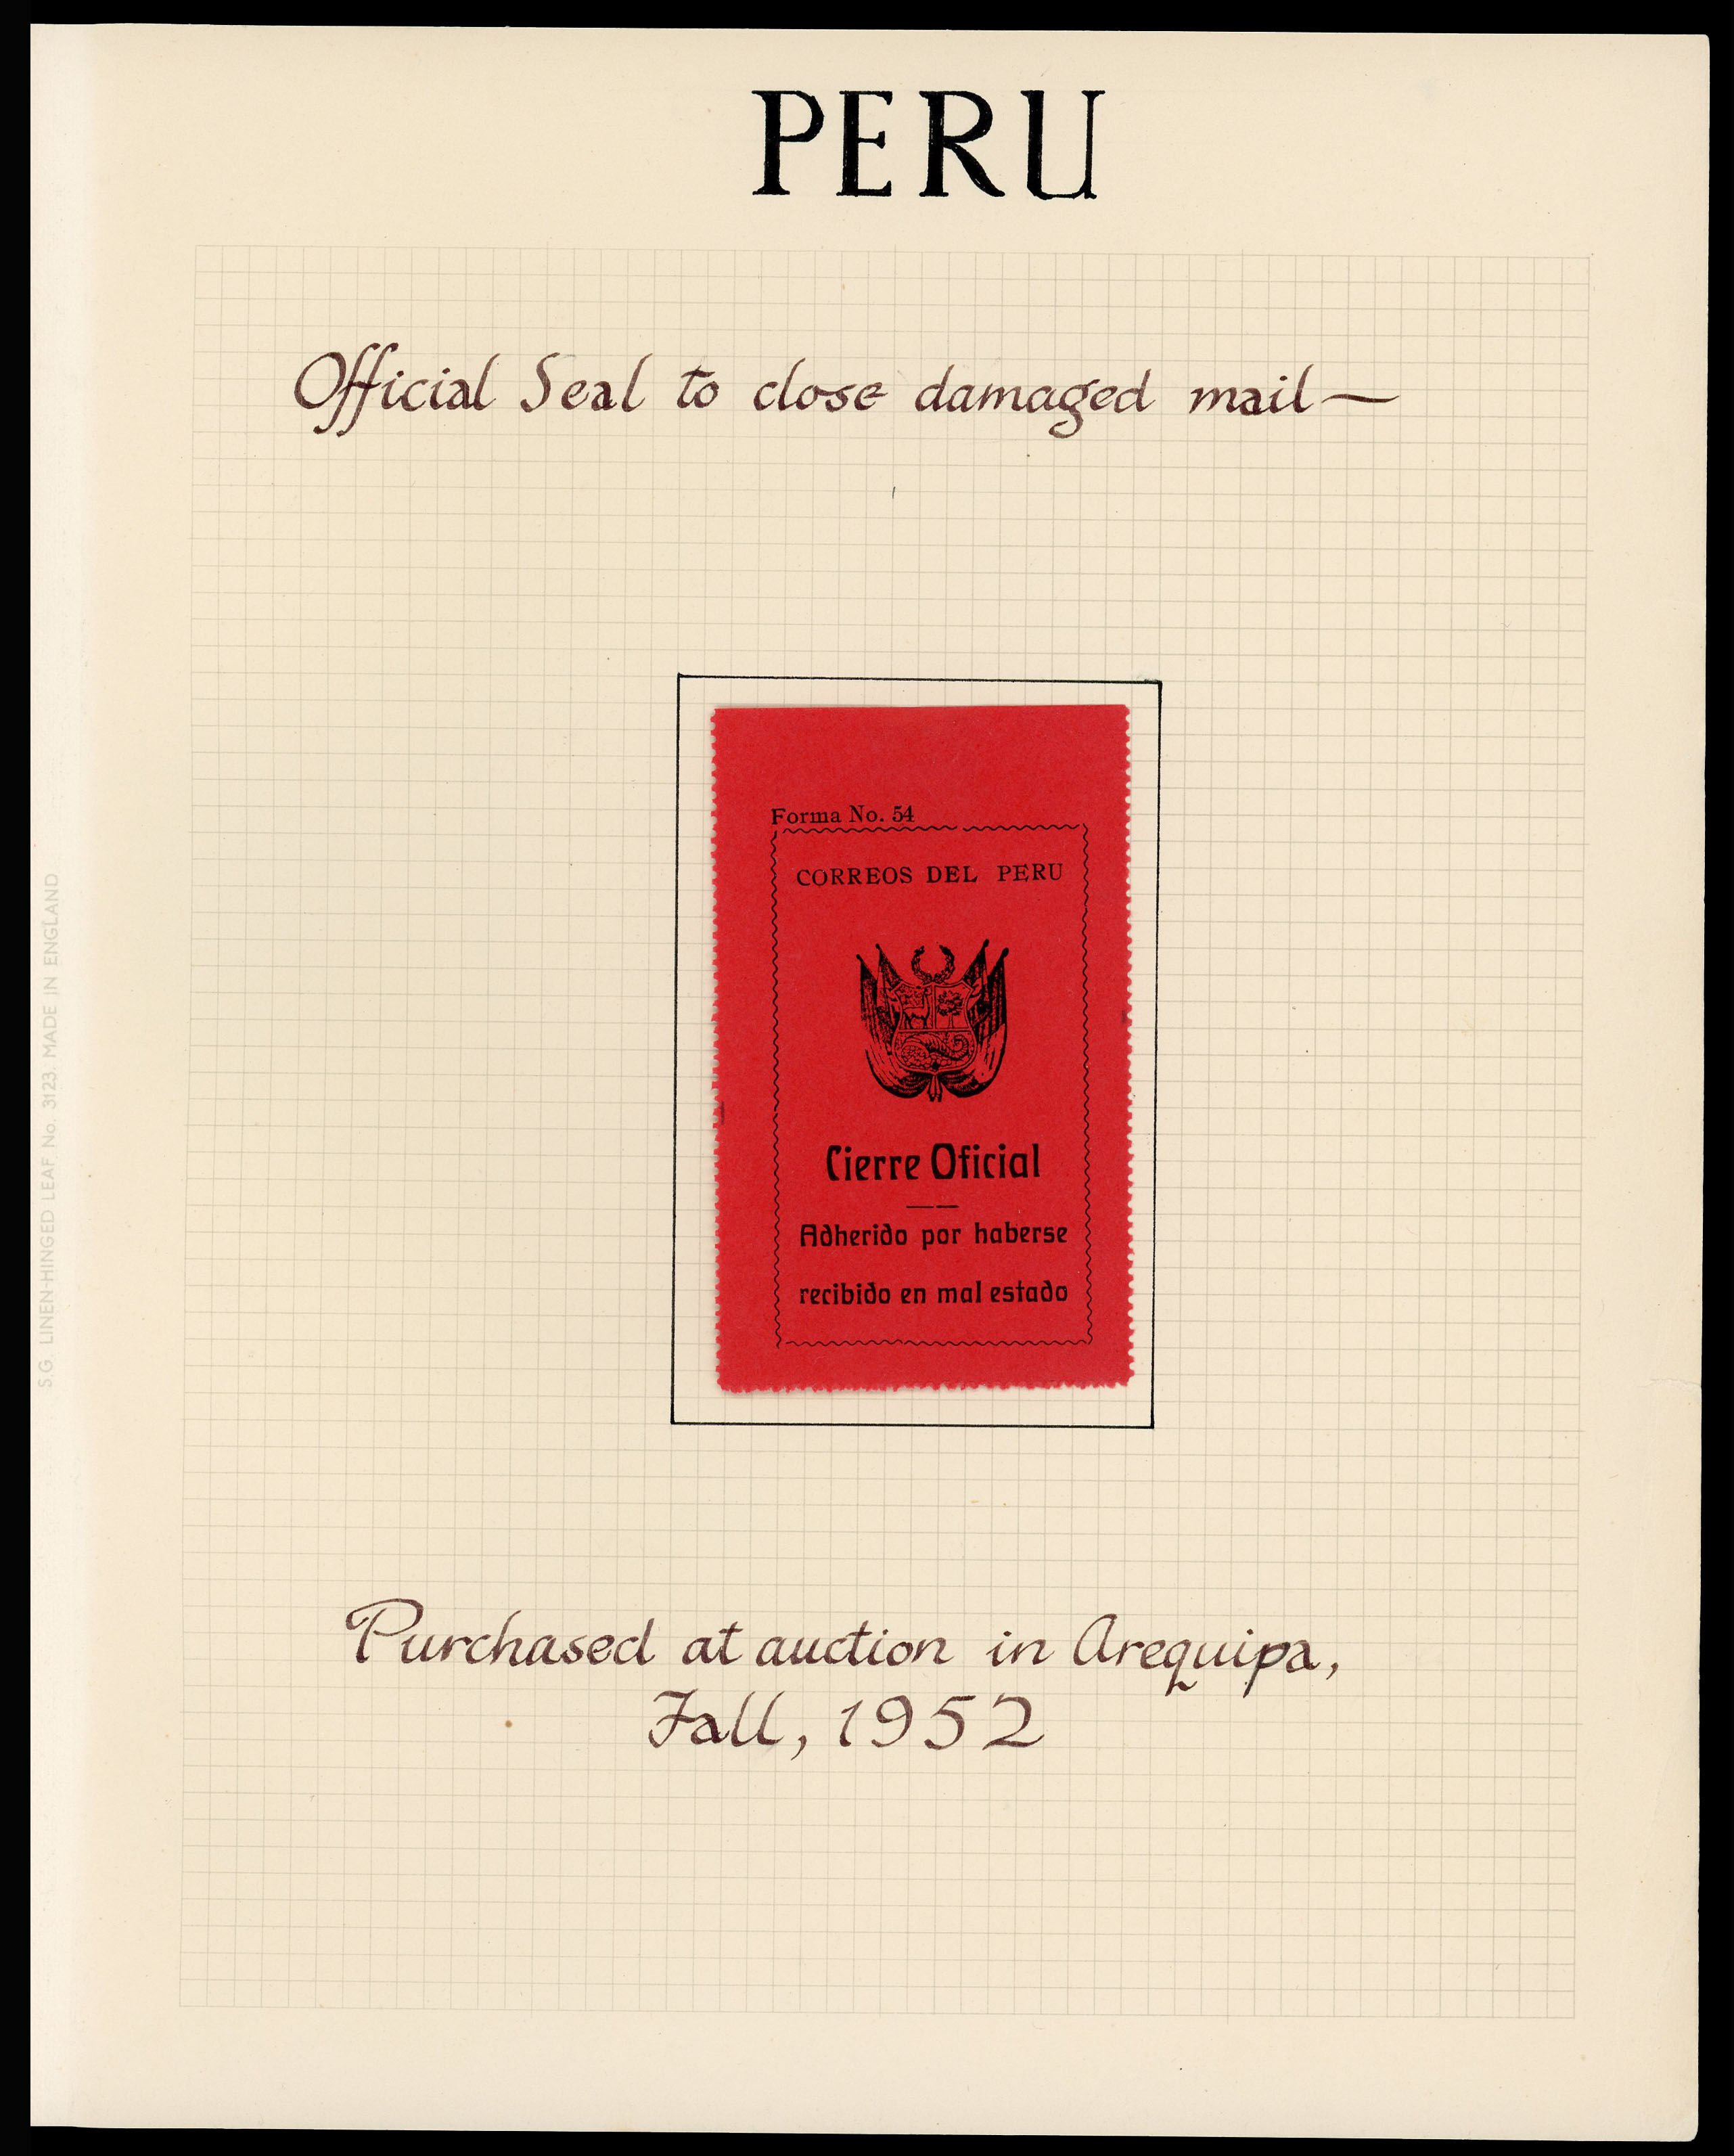 PERU
Official Seal to close damaged mail—
Forma No. 54
CORREOS DEL PERU
Cierre Oficial
Adherido por haberse
recibido en mal estado
Purchased at auction in Arequipa,
Fall, 1952
S.G. LINEN-HINGED LEAF No. 3123. MADE IN ENGLAND